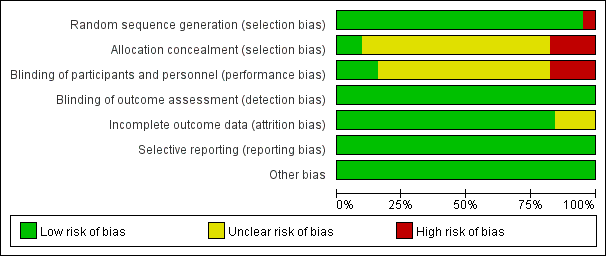 Random sequence generation (selection bias)
Allocation concealment (selection bias)
Blinding of participants and personnel (performance bias)
Blinding of outcome assessment (detection bias)
Incomplete outcome data (attrition bias)
Selective reporting (reporting bias)
Other bias
0% 25% 50% 75% 100%
Low risk of bias Unclear risk of bias High risk of bias